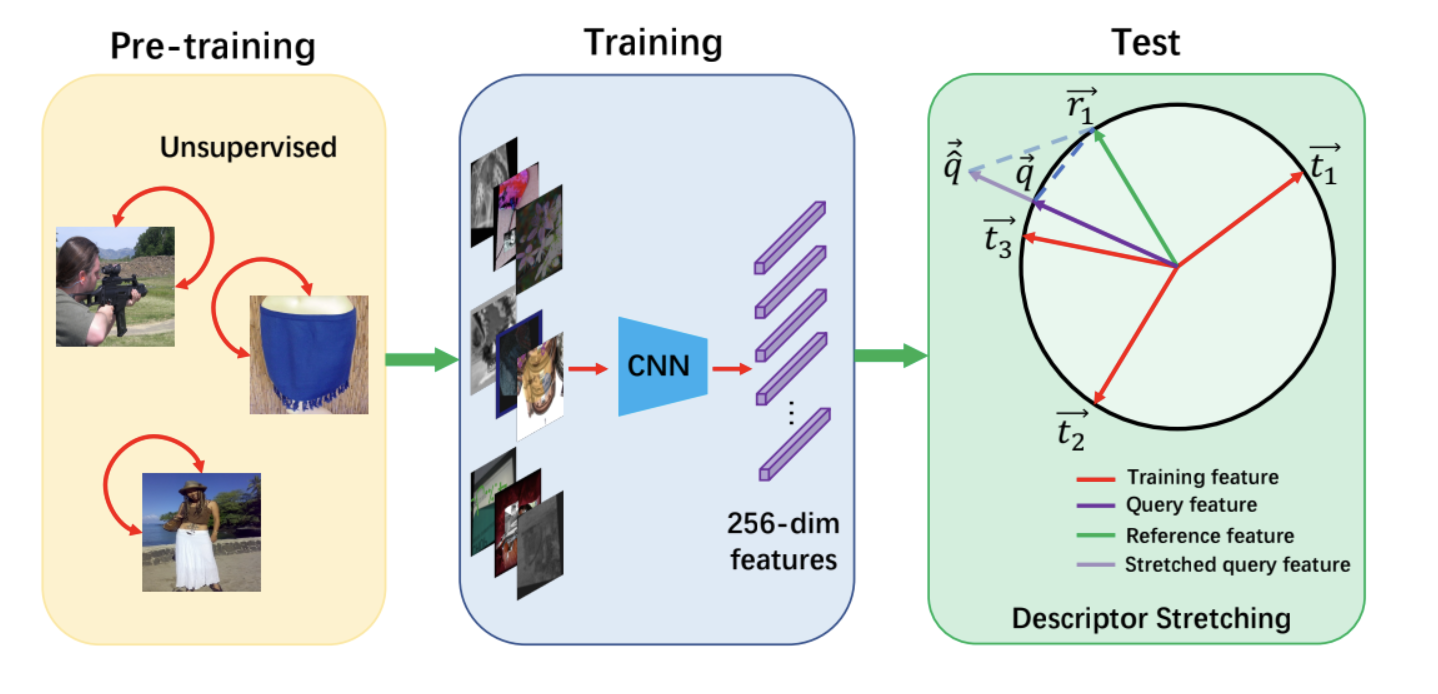 Pre-training
Training
Test
Unsupervised
CNN
256-dim
features
⋮
$\overrightarrow{r_1}$
$\overrightarrow{t_1}$
$\vec{\hat{q}}$
$\vec{q}$
$\overrightarrow{t_3}$
$\overrightarrow{t_2}$
Training feature
Query feature
Reference feature
Stretched query feature
Descriptor Stretching